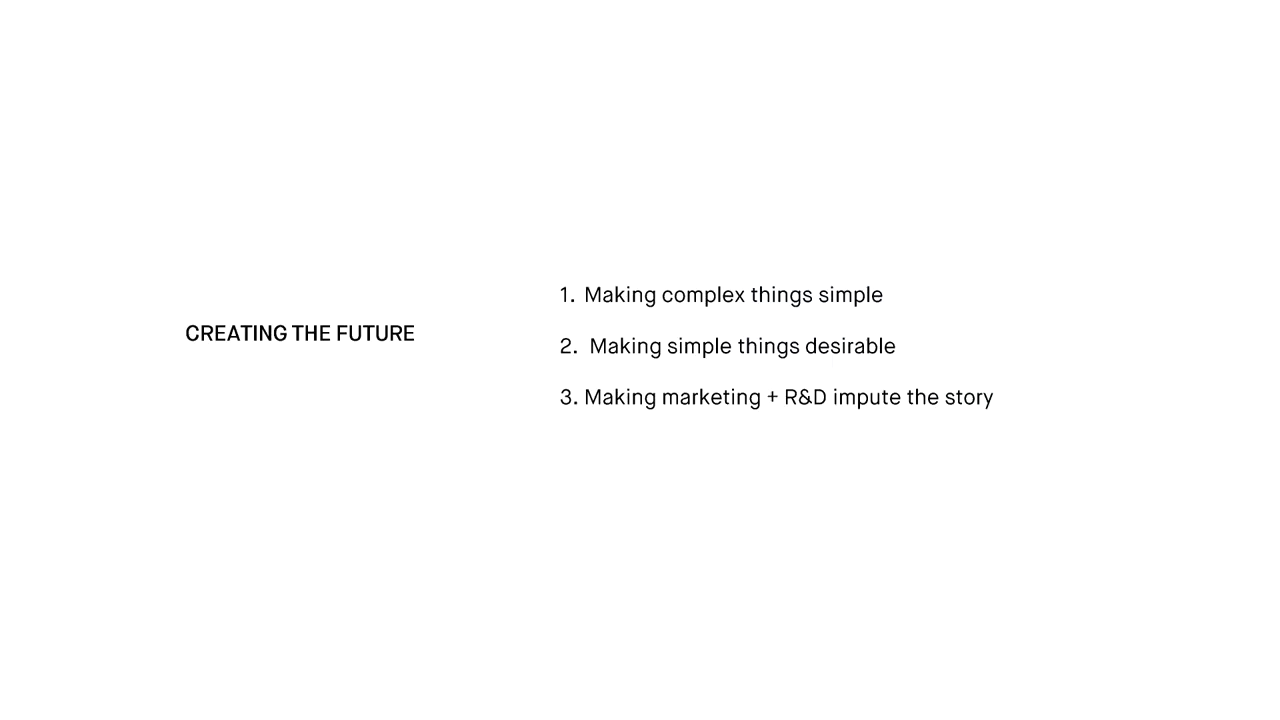 CREATING THE FUTURE
1. Making complex things simple
2. Making simple things desirable
3. Making marketing + R&D impute the story